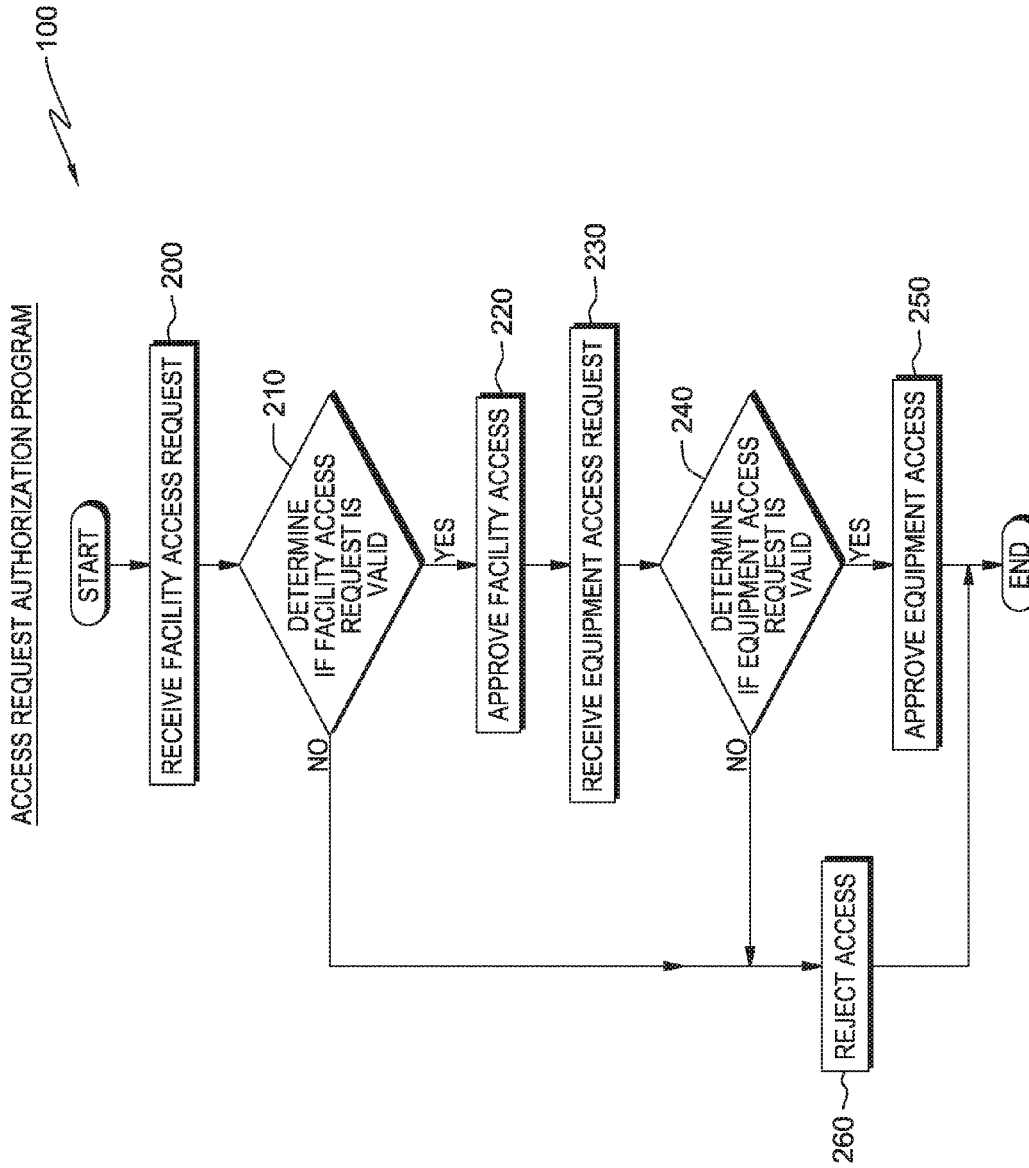 ACCESS REQUEST AUTHORIZATION PROGRAM
100
START
RECEIVE FACILITY ACCESS REQUEST
200
DETERMINE
IF FACILITY ACCESS
REQUEST IS
VALID
210
NO
YES
APPROVE FACILITY ACCESS
220
RECEIVE EQUIPMENT ACCESS REQUEST
230
DETERMINE
IF EQUIPMENT ACCESS
REQUEST IS
VALID
240
NO
YES
REJECT ACCESS
260
APPROVE EQUIPMENT ACCESS
250
END